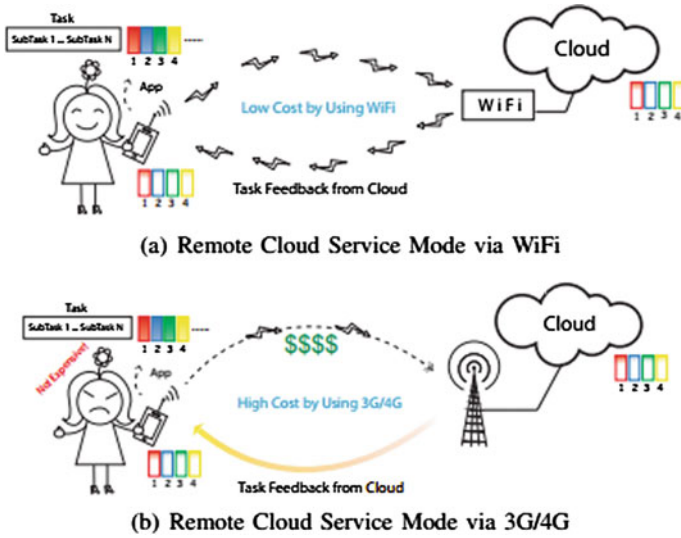 Task
SubTask 1 ... SubTask N
1 2 3 4
App
Low Cost by Using WiFi
WiFi
Cloud
1 2 3 4
1 2 3 4
Task Feedback from Cloud
(a) Remote Cloud Service Mode via WiFi
Task
SubTask 1 ... SubTask N
1 2 3 4
Not Expensive!
App
$$$$
High Cost by Using 3G/4G
Cloud
1 2 3 4
1 2 3 4
Task Feedback from Cloud
(b) Remote Cloud Service Mode via 3G/4G